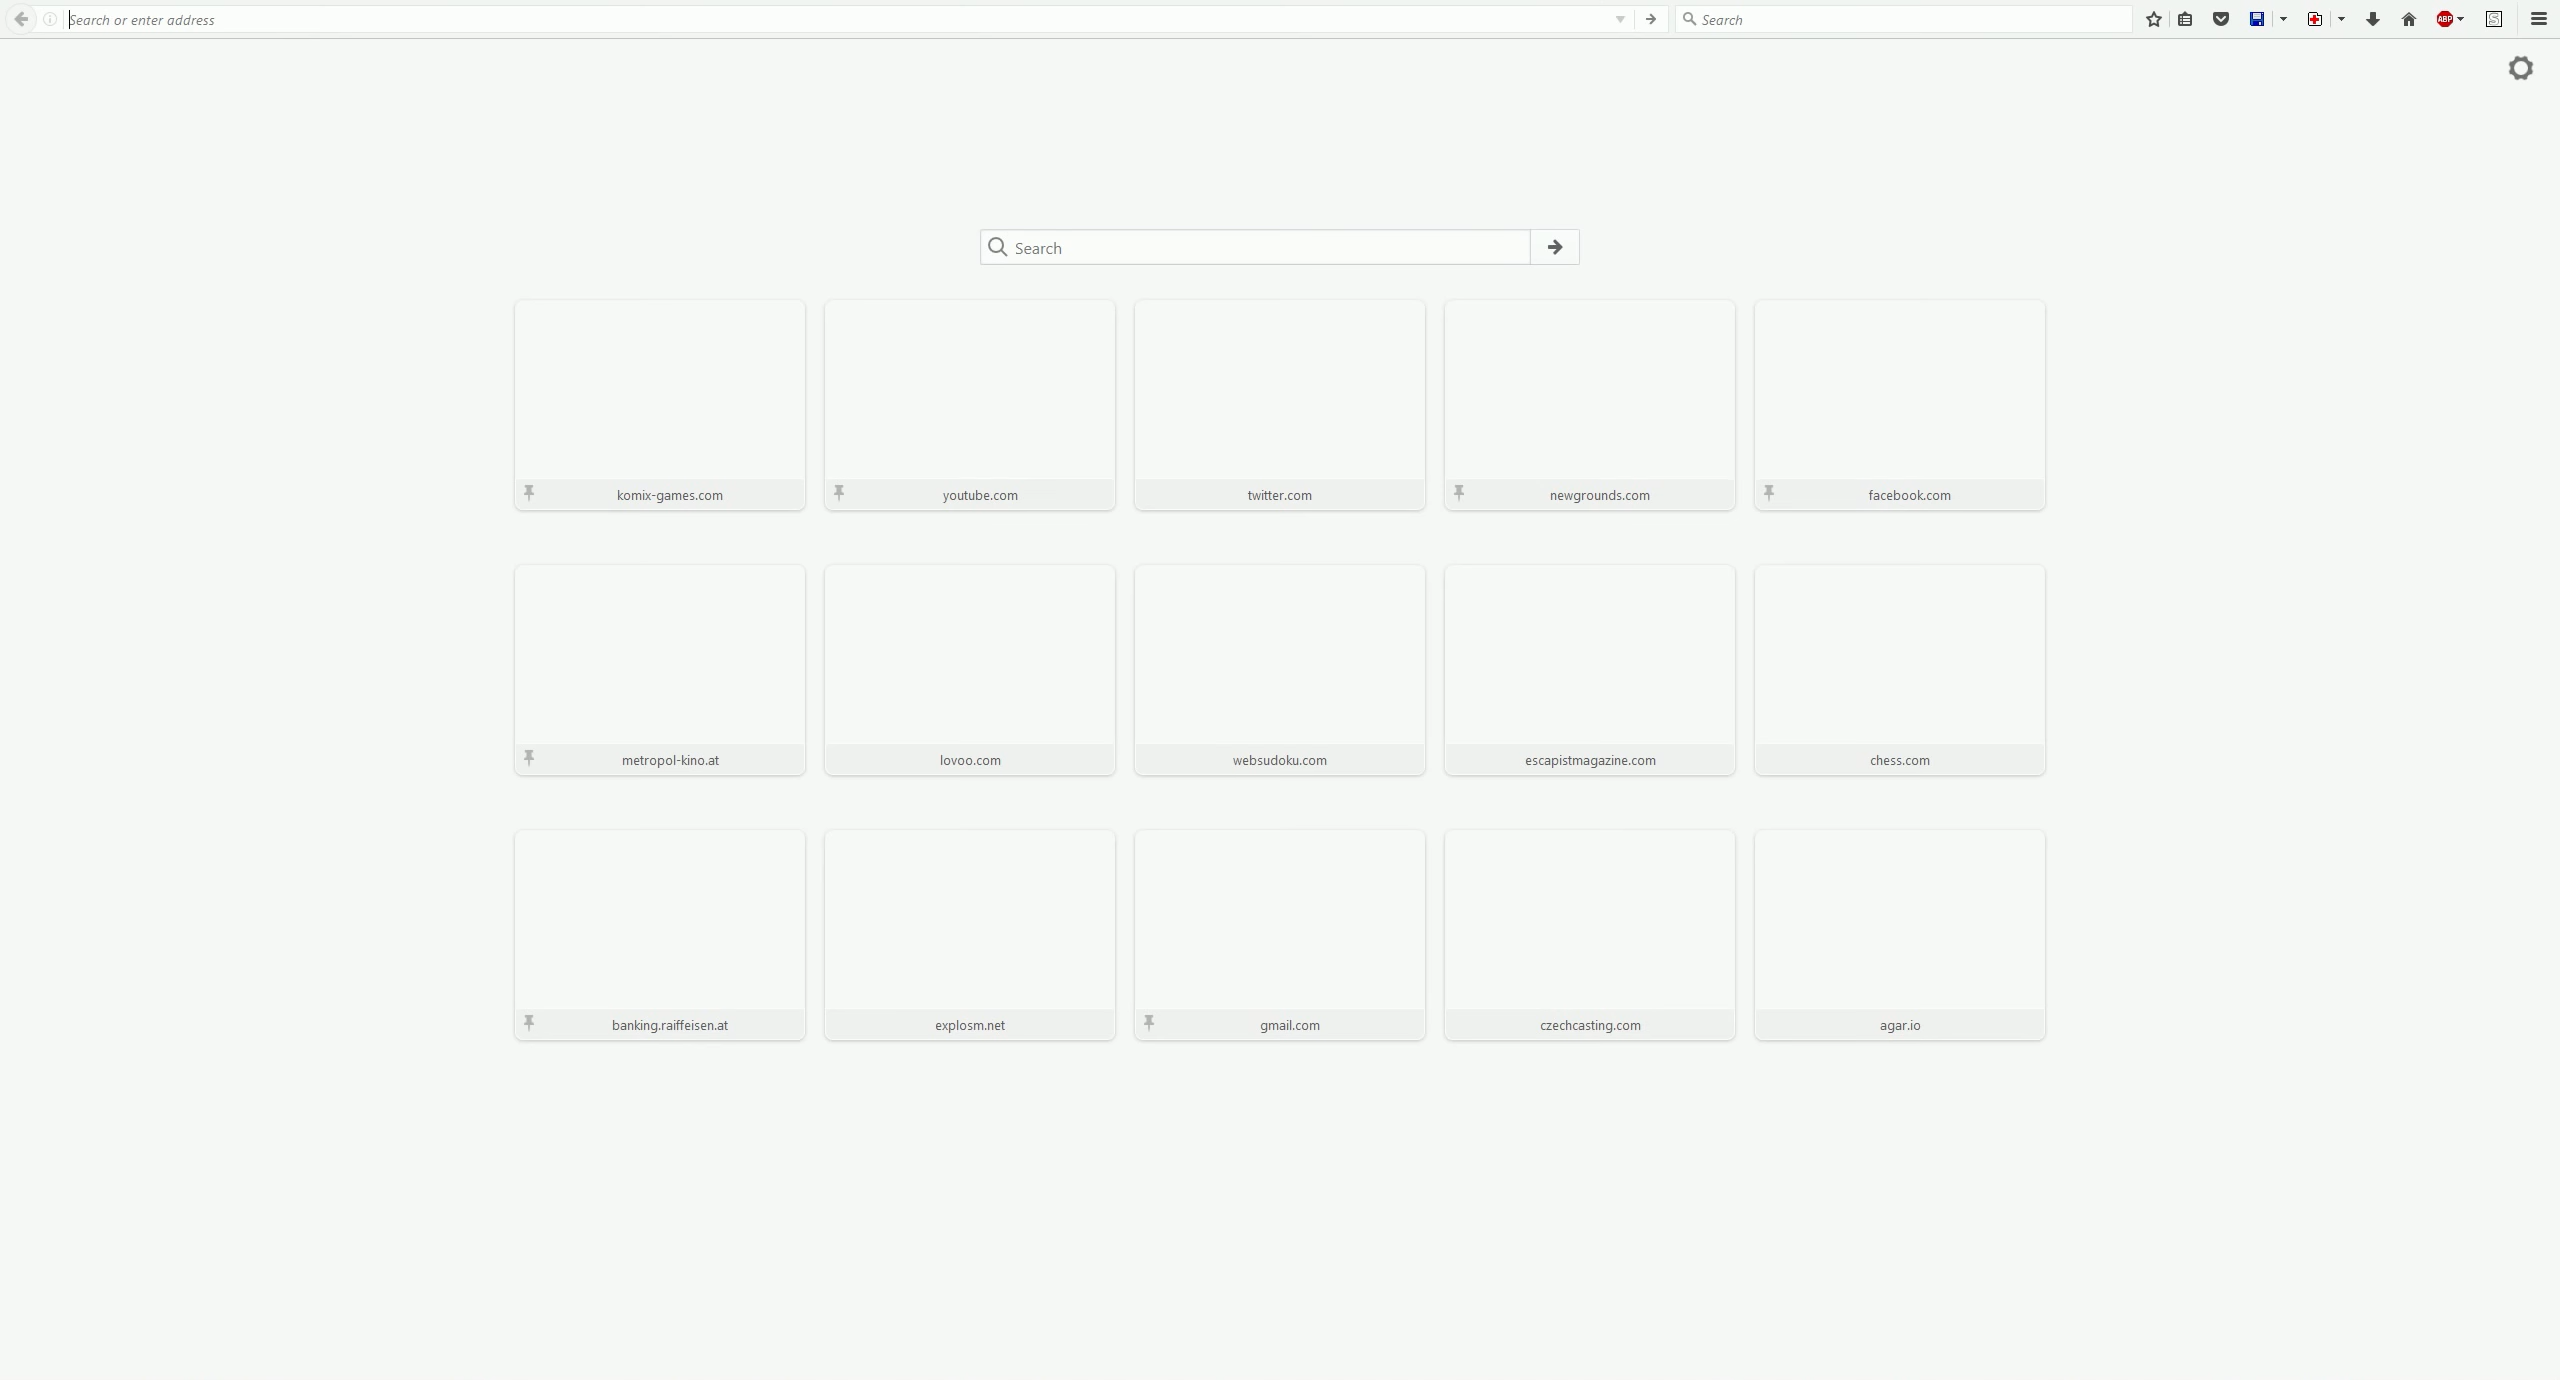 Search or enter address
Search
ABP
S
Search
komix-games.com
youtube.com
twitter.com
newgrounds.com
facebook.com
metropol-kino.at
lovoo.com
websudoku.com
escapistmagazine.com
chess.com
banking.raiffeisen.at
explosm.net
gmail.com
czechcasting.com
agar.io